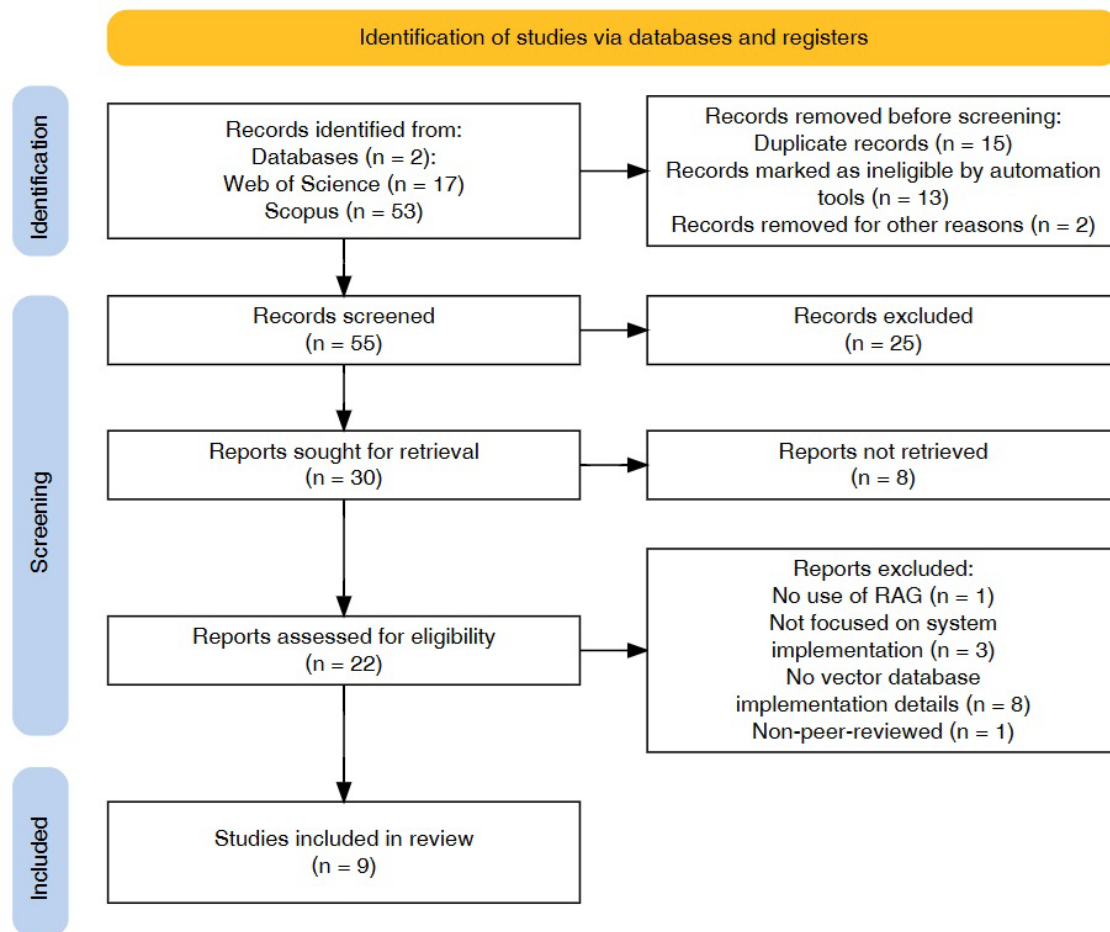 Identification of studies via databases and registers
Identification
Records identified from:
Databases (n = 2):
Web of Science (n = 17)
Scopus (n = 53)
Records removed before screening:
Duplicate records (n = 15)
Records marked as ineligible by automation
tools (n = 13)
Records removed for other reasons (n = 2)
Screening
Records screened
(n = 55)
Records excluded
(n = 25)
Reports sought for retrieval
(n = 30)
Reports not retrieved
(n = 8)
Reports assessed for eligibility
(n = 22)
Reports excluded:
No use of RAG (n = 1)
Not focused on system
implementation (n = 3)
No vector database
implementation details (n = 8)
Non-peer-reviewed (n = 1)
Included
Studies included in review
(n = 9)